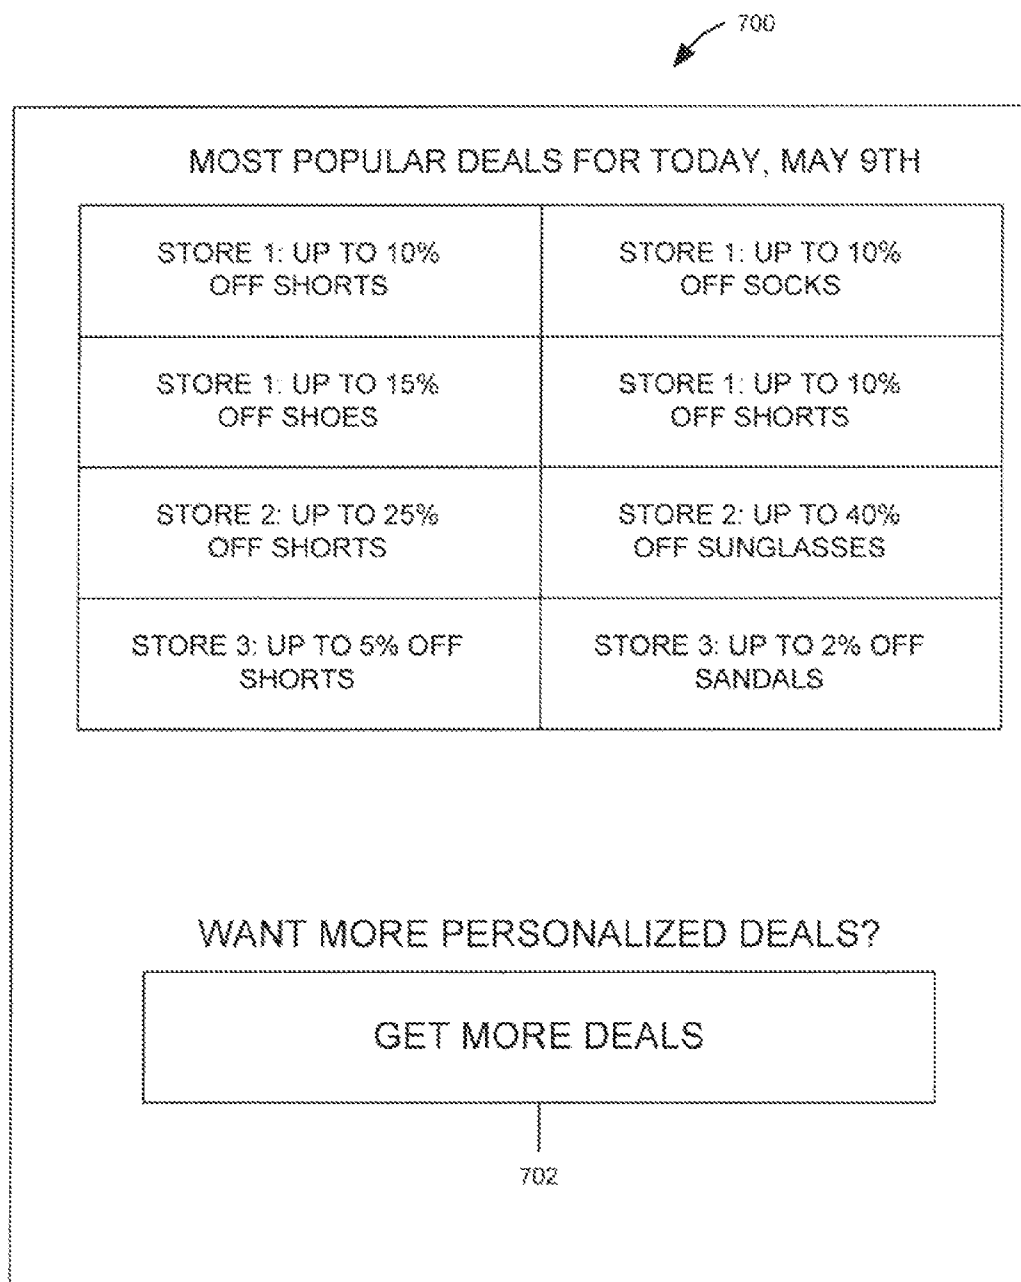 700
MOST POPULAR DEALS FOR TODAY, MAY 9TH
STORE 1: UP TO 10%
OFF SHORTS
STORE 1: UP TO 10%
OFF SOCKS
STORE 1: UP TO 15%
OFF SHOES
STORE 1: UP TO 10%
OFF SHORTS
STORE 2: UP TO 25%
OFF SHORTS
STORE 2: UP TO 40%
OFF SUNGLASSES
STORE 3: UP TO 5% OFF
SHORTS
STORE 3: UP TO 2% OFF
SANDALS
WANT MORE PERSONALIZED DEALS?
GET MORE DEALS
702